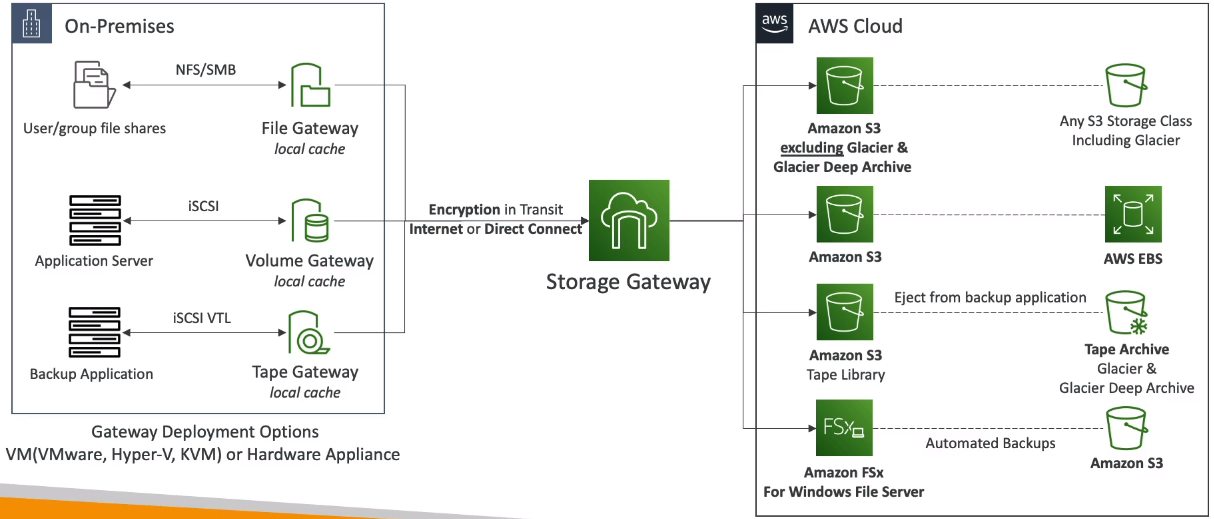 On-Premises
NFS/SMB
User/group file shares
File Gateway
local cache
iSCSI
Application Server
Volume Gateway
local cache
iSCSI VTL
Backup Application
Tape Gateway
local cache
Gateway Deployment Options
VM(VMware, Hyper-V, KVM) or Hardware Appliance
Encryption in Transit
Internet or Direct Connect
Storage Gateway
aws
AWS Cloud
Amazon S3
excluding Glacier &
Glacier Deep Archive
Any S3 Storage Class
Including Glacier
Amazon S3
AWS EBS
Amazon S3
Tape Library
Eject from backup application
Tape Archive
Glacier &
Glacier Deep Archive
FSx
Amazon FSx
For Windows File Server
Automated Backups
Amazon S3